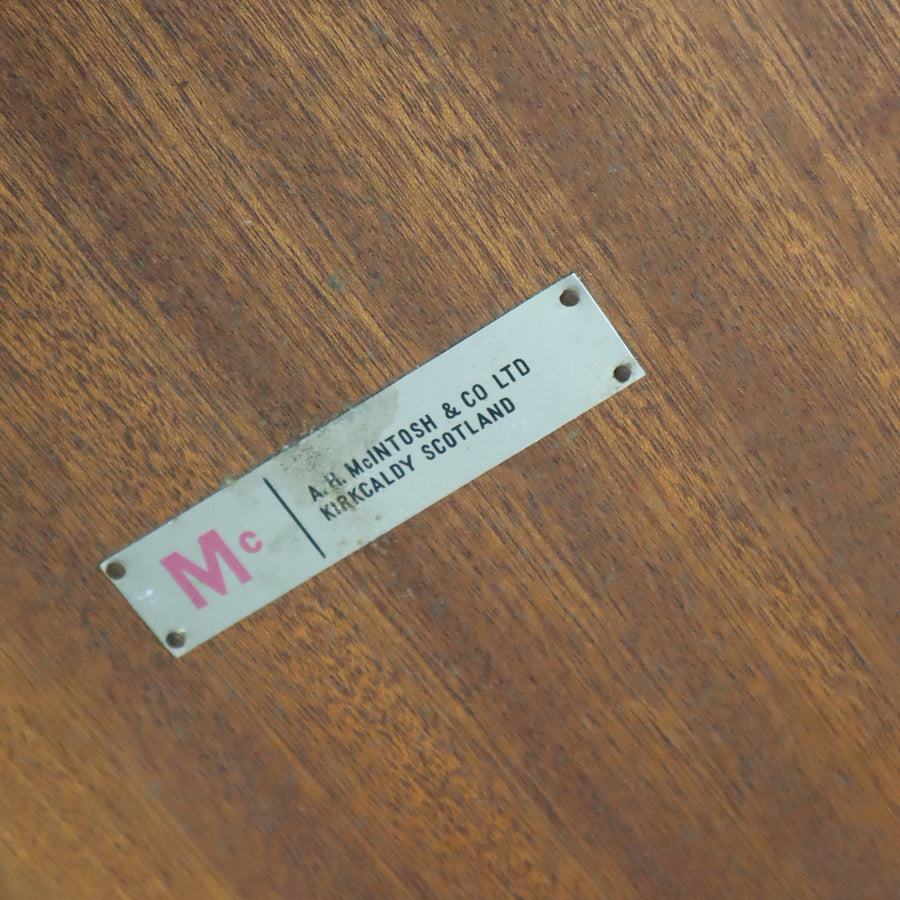 Mc
A.H. McINTOSH & CO LTD
KIRKCALDY SCOTLAND